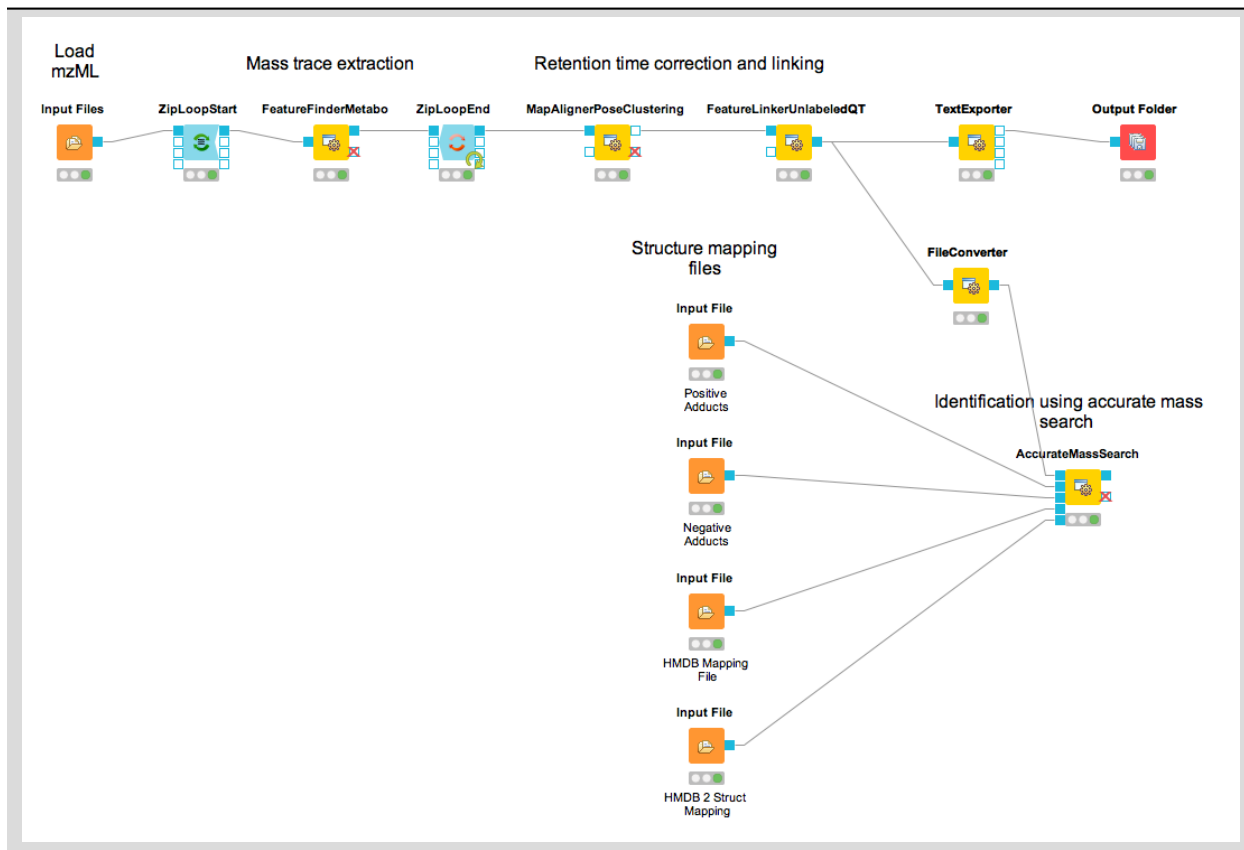 Load
mzML
Mass trace extraction
Retention time correction and linking
Input Files
ZipLoopStart
FeatureFinderMetabo
ZipLoopEnd
MapAlignerPoseClustering
FeatureLinkerUnlabeledQT
TextExporter
Output Folder
Structure mapping
files
FileConverter
Input File
Positive
Adducts
Identification using accurate mass
search
Input File
AccurateMassSearch
Negative
Adducts
Input File
HMDB Mapping
File
Input File
HMDB 2 Struct
Mapping